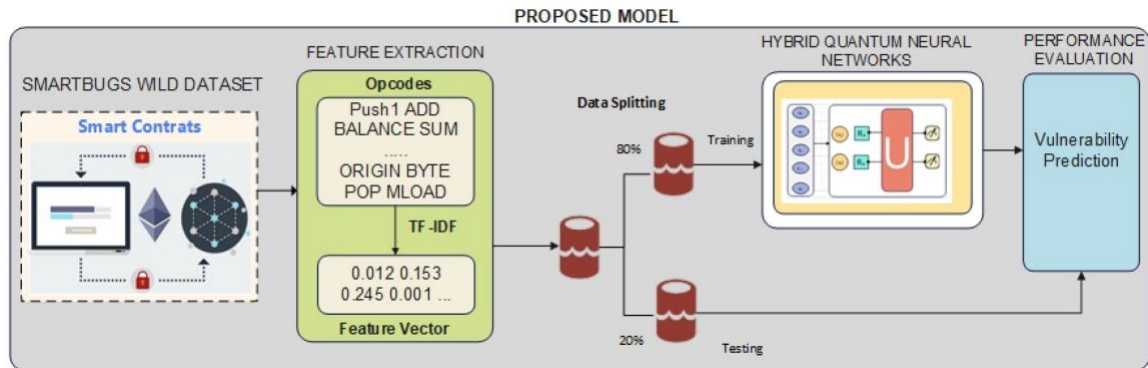 PROPOSED MODEL
SMARTBUGS WILD DATASET
Smart Contrats
FEATURE EXTRACTION
Opcodes
Push1 ADD
BALANCE SUM
.....
ORIGIN BYTE
POP MLOAD
TF-IDF
0.012 0.153
0.245 0.001 ...
Feature Vector
Data Splitting
80%
Training
20%
Testing
HYBRID QUANTUM NEURAL
NETWORKS
U
PERFORMANCE
EVALUATION
Vulnerability
Prediction